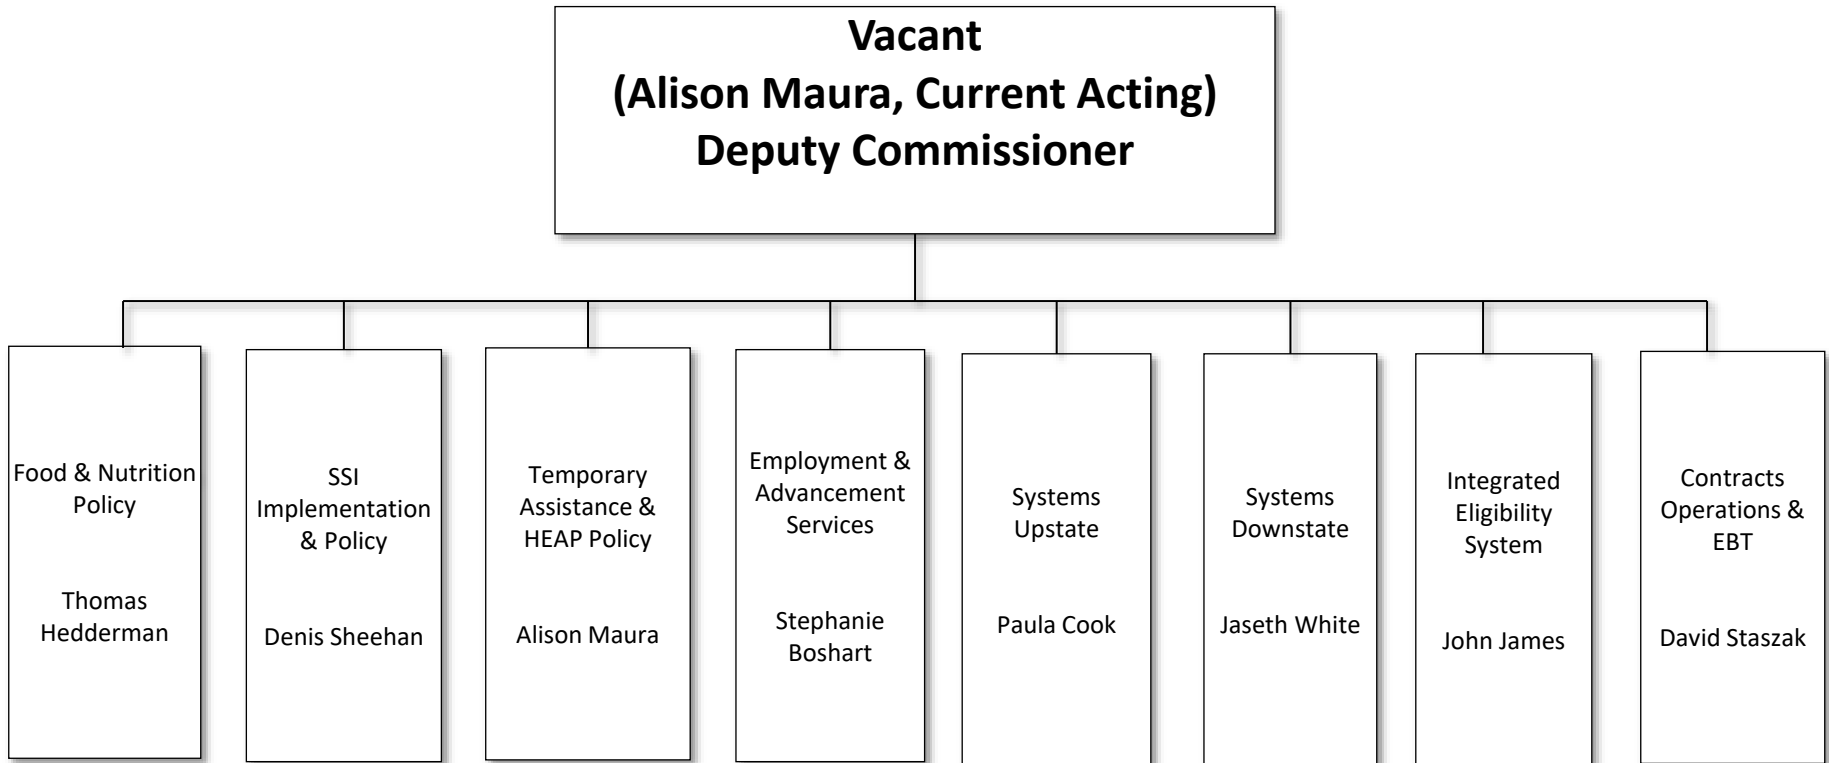 Vacant
(Alison Maura, Current Acting)
Deputy Commissioner
Food & Nutrition
Policy
Thomas
Hedderman
SSI
Implementation
& Policy
Denis Sheehan
Temporary
Assistance &
HEAP Policy
Alison Maura
Employment &
Advancement
Services
Stephanie
Boshart
Systems
Upstate
Paula Cook
Systems
Downstate
Jaseth White
Integrated
Eligibility
System
John James
Contracts
Operations &
EBT
David Staszak